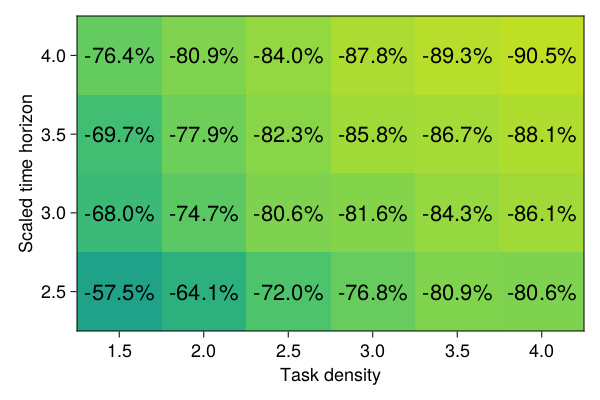 4.0 -76.4% -80.9% -84.0% -87.8% -89.3% -90.5%
3.5 -69.7% -77.9% -82.3% -85.8% -86.7% -88.1%
3.0 -68.0% -74.7% -80.6% -81.6% -84.3% -86.1%
2.5 -57.5% -64.1% -72.0% -76.8% -80.9% -80.6%
1.5 2.0 2.5 3.0 3.5 4.0
Task density
Scaled time horizon